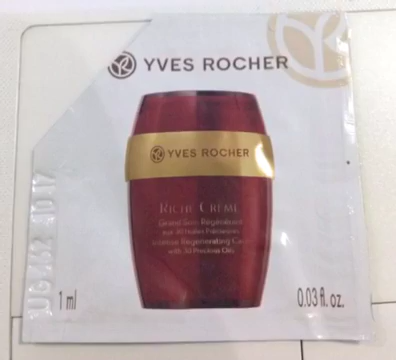 YVES ROCHER
YVES ROCHER
RICHE CRÈME
Grand Soin Régénérant
aux 30 Huiles Précieuses
Intense Regenerating Care
with 30 Precious Oils
1 ml
0.03 fl. oz.